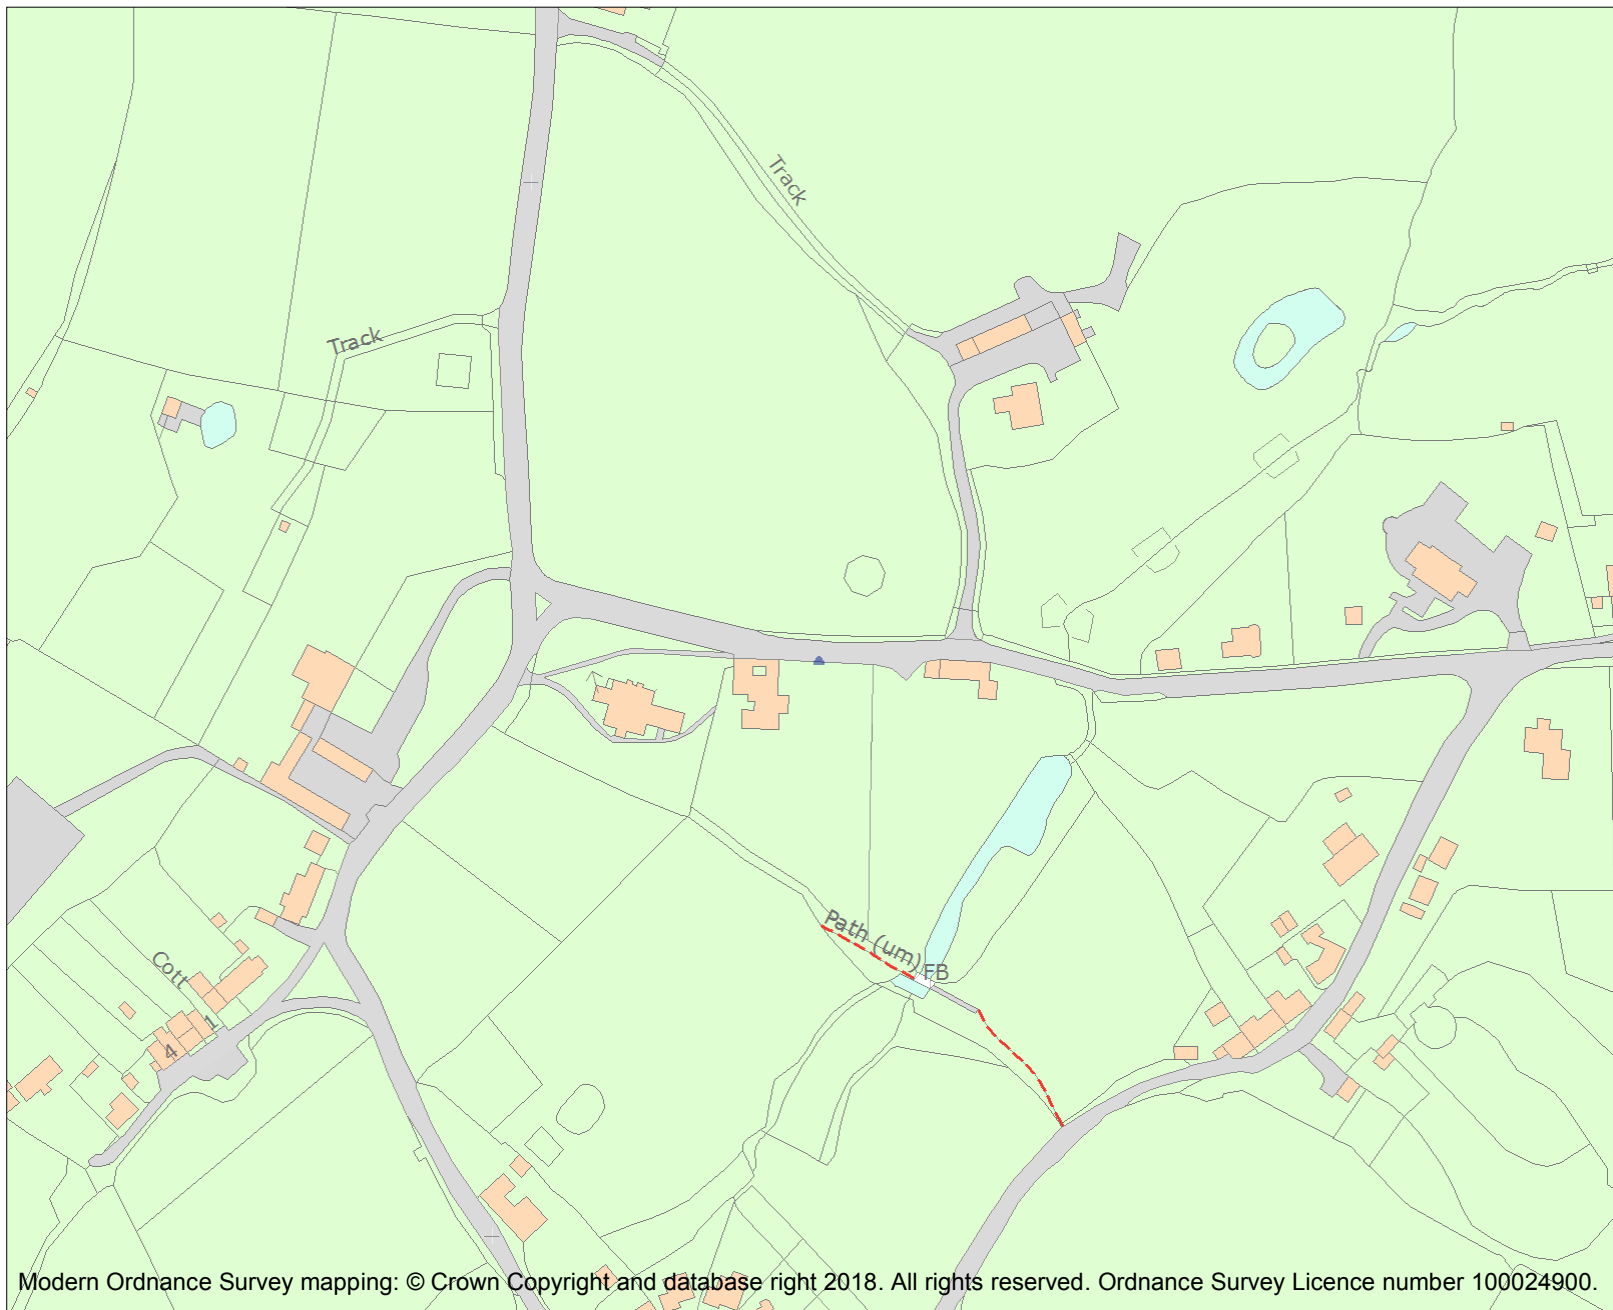 Track
Track
Path (um)
FB
Cott
1
4
Modern Ordnance Survey mapping: © Crown Copyright and database right 2018. All rights reserved. Ordnance Survey Licence number 100024900.